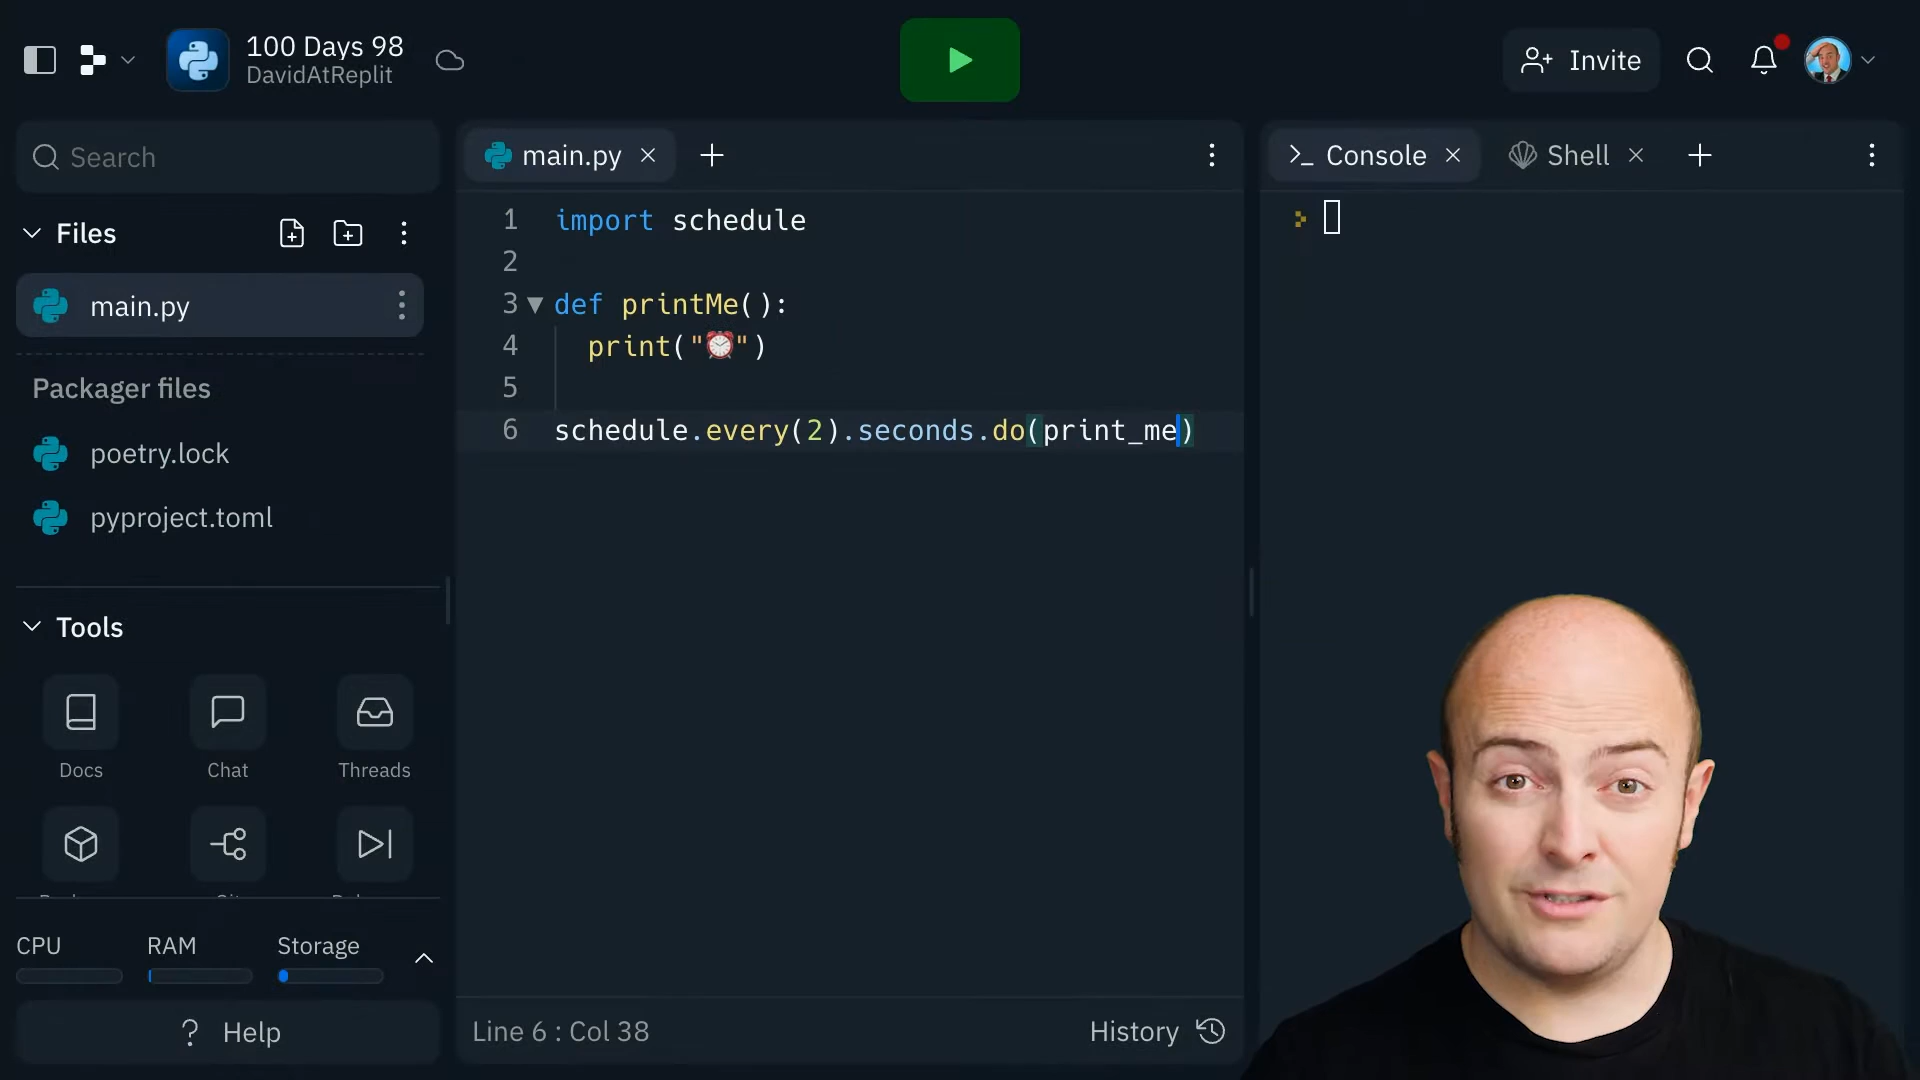 100 Days 98
DavidAtReplit
Invite
Search
Files
main.py
Packager files
poetry.lock
pyproject.toml
Tools
Docs
Chat
Threads
CPU
RAM
Storage
? Help
main.py
1 import schedule
2
3 def printMe():
4 print("⏰")
5
6 schedule.every(2).seconds.do(print_me)
Line 6 : Col 38
History
>_ Console
Shell